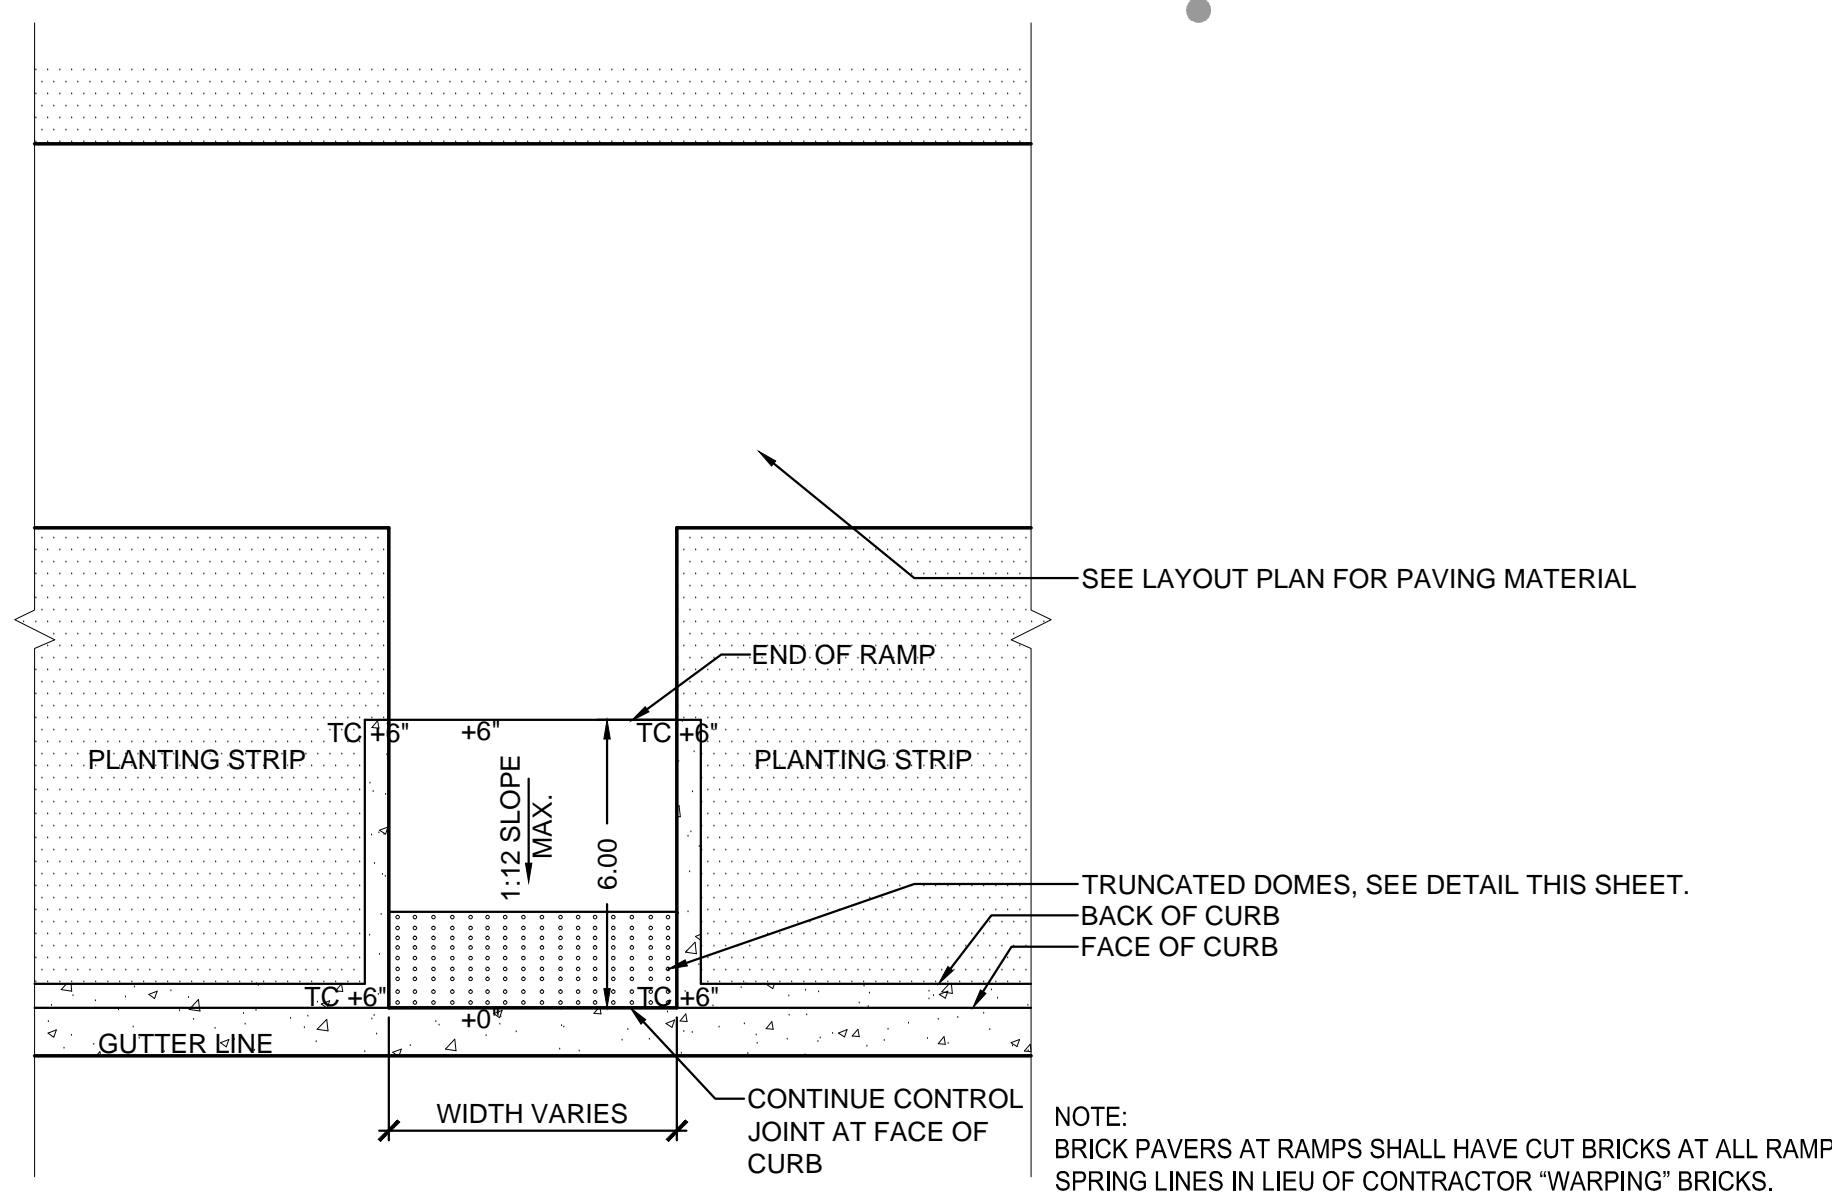 SEE LAYOUT PLAN FOR PAVING MATERIAL
END OF RAMP
TC +6"
+6"
TC +6"
PLANTING STRIP
PLANTING STRIP
1:12 SLOPE
MAX.
6.00
TRUNCATED DOMES, SEE DETAIL THIS SHEET.
BACK OF CURB
FACE OF CURB
TC +6"
TC +6"
+0"
GUTTER LINE
WIDTH VARIES
CONTINUE CONTROL
JOINT AT FACE OF
CURB
NOTE:
BRICK PAVERS AT RAMPS SHALL HAVE CUT BRICKS AT ALL RAMP
SPRING LINES IN LIEU OF CONTRACTOR “WARPING” BRICKS.